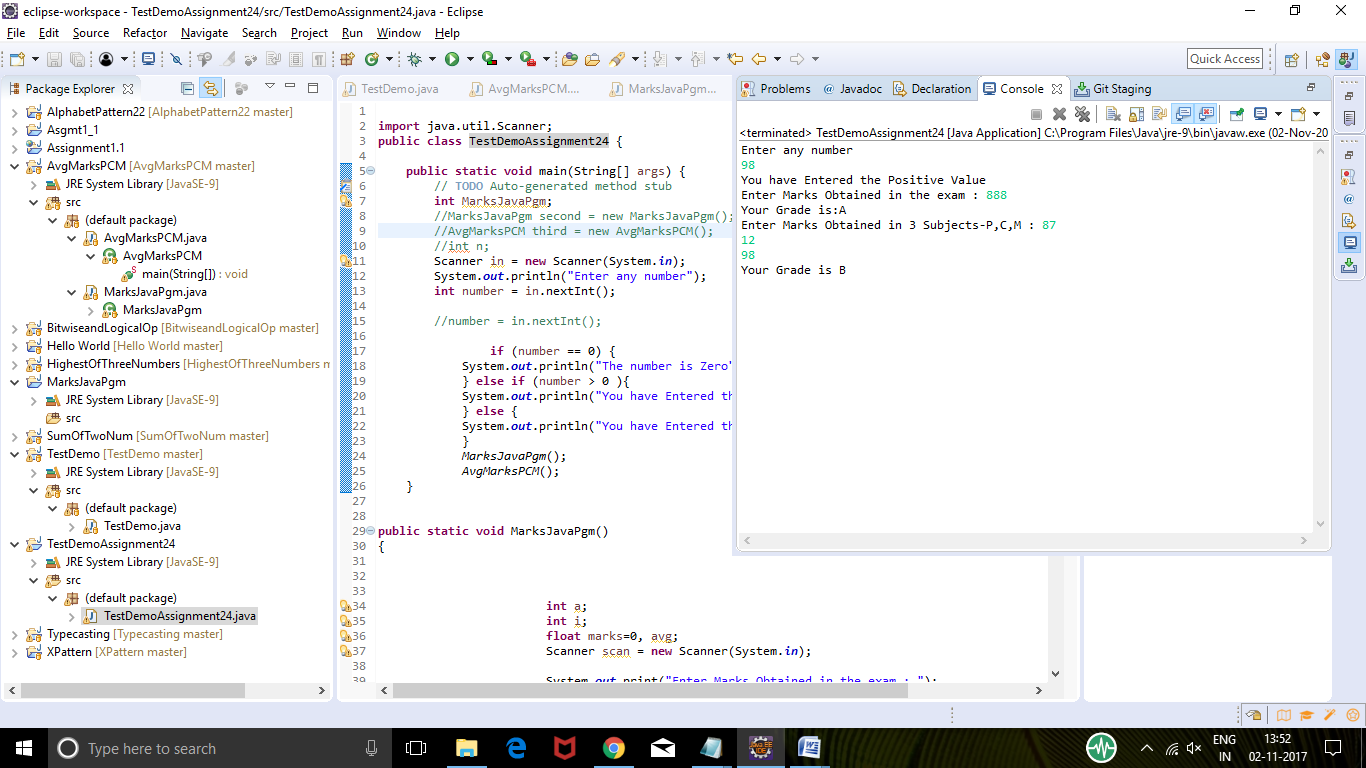 eclipse-workspace - TestDemoAssignment24/src/TestDemoAssignment24.java - Eclipse
File Edit Source Refactor Navigate Search Project Run Window Help
Quick Access
Package Explorer
AlphabetPattern22 [AlphabetPattern22 master]
Asgmt1_1
Assignment1.1
AvgMarksPCM [AvgMarksPCM master]
JRE System Library [JavaSE-9]
src
(default package)
AvgMarksPCM.java
AvgMarksPCM
main(String[]) : void
MarksJavaPgm.java
MarksJavaPgm
BitwiseandLogicalOp [BitwiseandLogicalOp master]
Hello World [Hello World master]
HighestOfThreeNumbers [HighestOfThreeNumbers m
MarksJavaPgm
JRE System Library [JavaSE-9]
src
SumOfTwoNum [SumOfTwoNum master]
TestDemo [TestDemo master]
JRE System Library [JavaSE-9]
src
(default package)
TestDemo.java
TestDemoAssignment24
JRE System Library [JavaSE-9]
src
(default package)
TestDemoAssignment24.java
Typecasting [Typecasting master]
XPattern [XPattern master]
TestDemo.java AvgMarksPCM.... MarksJavaPgm...
1
2 import java.util.Scanner;
3 public class TestDemoAssignment24 {
4
5 public static void main(String[] args) {
6 // TODO Auto-generated method stub
7 int MarksJavaPgm;
8 //MarksJavaPgm second = new MarksJavaPgm();
9 //AvgMarksPCM third = new AvgMarksPCM();
10 //int n;
11 Scanner in = new Scanner(System.in);
12 System.out.println("Enter any number");
13 int number = in.nextInt();
14
15 //number = in.nextInt();
16
17 if (number == 0) {
18 System.out.println("The number is Zero"
19 } else if (number > 0 ){
20 System.out.println("You have Entered th
21 } else {
22 System.out.println("You have Entered th
23 }
24 MarksJavaPgm();
25 AvgMarksPCM();
26 }
27
28
29 public static void MarksJavaPgm()
30 {
31
32
33
34 int a;
35 int i;
36 float marks=0, avg;
37 Scanner scan = new Scanner(System.in);
38
39 System.out.print("Enter Marks Obtained in the exam : ");
Problems Javadoc Declaration Console Git Staging
<terminated> TestDemoAssignment24 [Java Application] C:\Program Files\Java\jre-9\bin\javaw.exe (02-Nov-20
Enter any number
98
You have Entered the Positive Value
Enter Marks Obtained in the exam : 888
Your Grade is:A
Enter Marks Obtained in 3 Subjects-P,C,M : 87
12
98
Your Grade is B
Type here to search
ENG
IN
13:52
02-11-2017